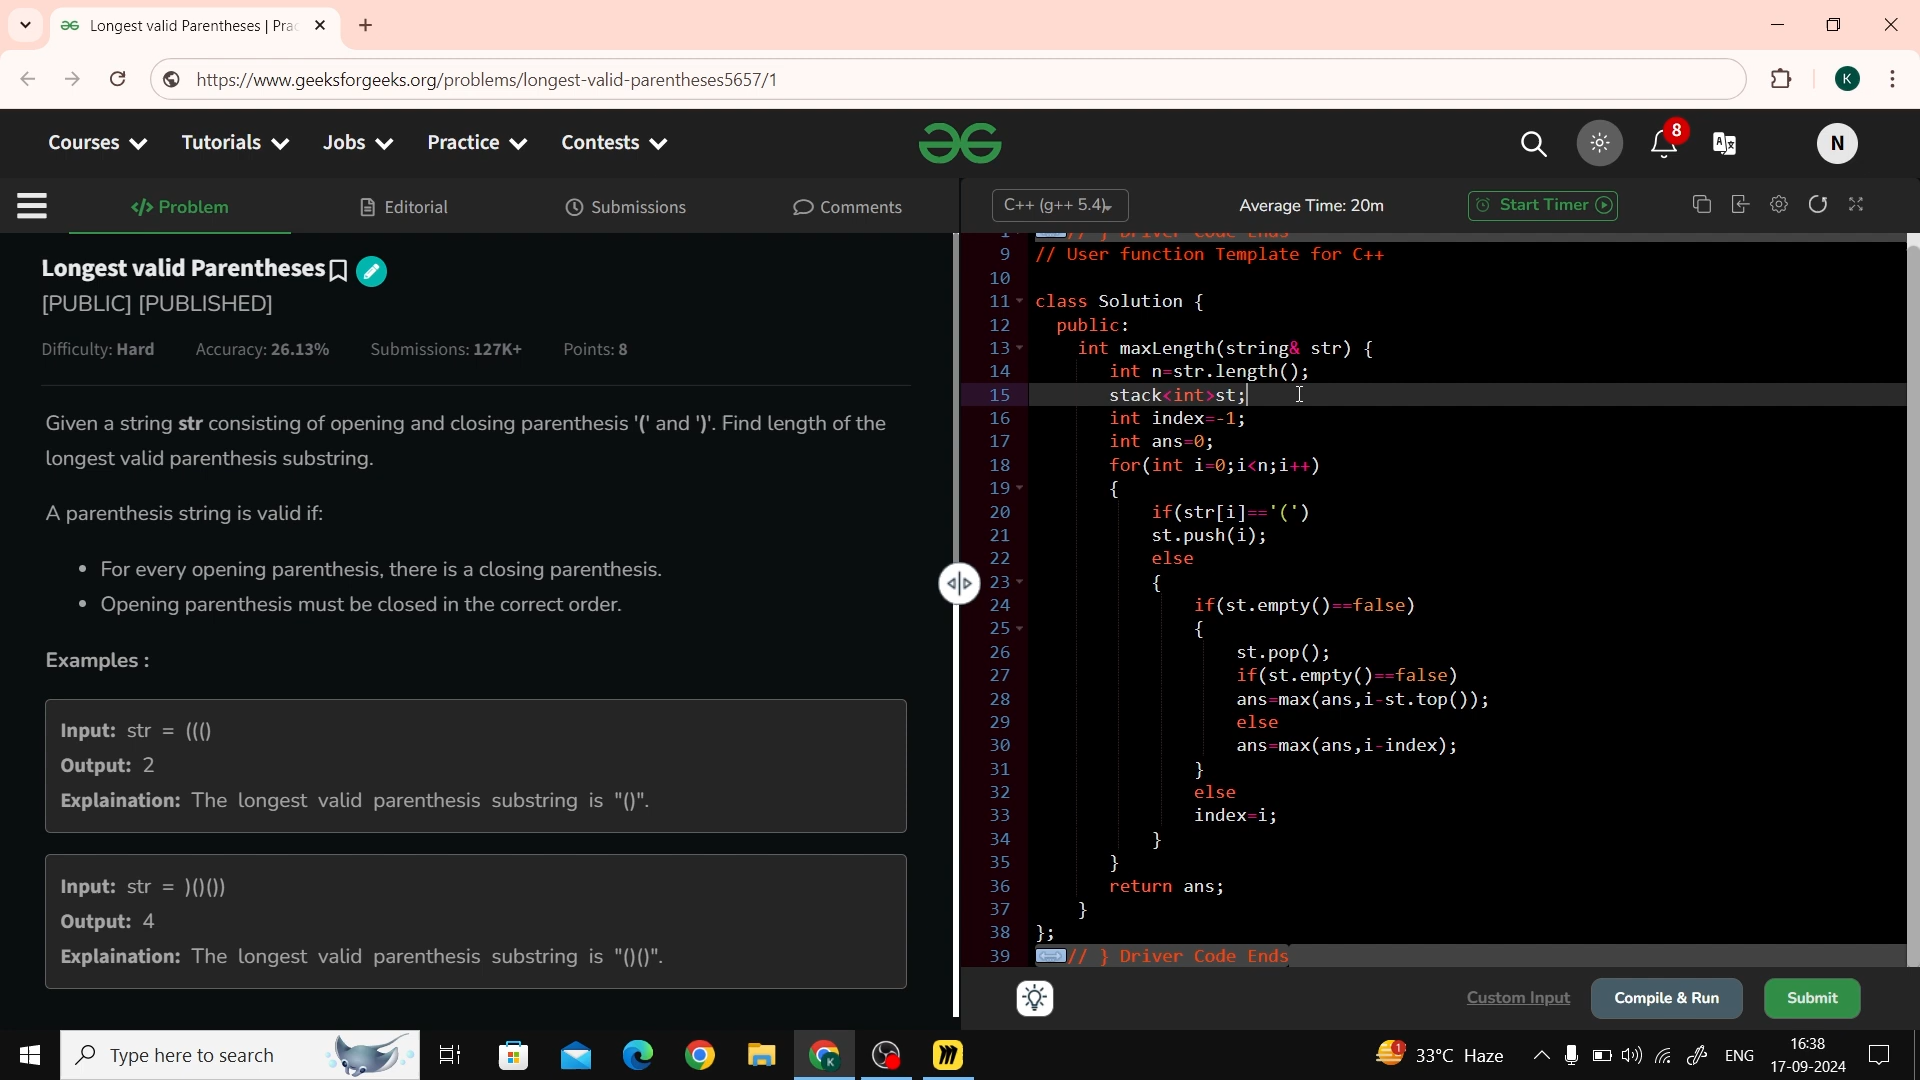 Longest valid Parentheses | Prac
https://www.geeksforgeeks.org/problems/longest-valid-parentheses5657/1
K
Courses Tutorials Jobs Practice Contests
8
N
</> Problem Editorial Submissions Comments
C++ (g++ 5.4) Average Time: 20m Start Timer
Longest valid Parentheses
[PUBLIC] [PUBLISHED]
Difficulty: Hard Accuracy: 26.13% Submissions: 127K+ Points: 8
Given a string str consisting of opening and closing parenthesis '(' and ')'. Find length of the
longest valid parenthesis substring.
A parenthesis string is valid if:
• For every opening parenthesis, there is a closing parenthesis.
• Opening parenthesis must be closed in the correct order.
Examples :
Input: str = ((()
Output: 2
Explaination: The longest valid parenthesis substring is "()".
Input: str = )()())
Output: 4
Explaination: The longest valid parenthesis substring is "()()".
1 // } Driver Code Ends
9 // User function Template for C++
10
11 class Solution {
12 public:
13 int maxLength(string& str) {
14 int n=str.length();
15 stack<int>st;
16 int index=-1;
17 int ans=0;
18 for(int i=0;i<n;i++)
19 {
20 if(str[i]=='(')
21 st.push(i);
22 else
23 {
24 if(st.empty()==false)
25 {
26 st.pop();
27 if(st.empty()==false)
28 ans=max(ans,i-st.top());
29 else
30 ans=max(ans,i-index);
31 }
32 else
33 index=i;
34 }
35 }
36 return ans;
37 }
38 };
39 // } Driver Code Ends
Custom Input Compile & Run Submit
Type here to search
K
1
33°C Haze
ENG
16:38
17-09-2024